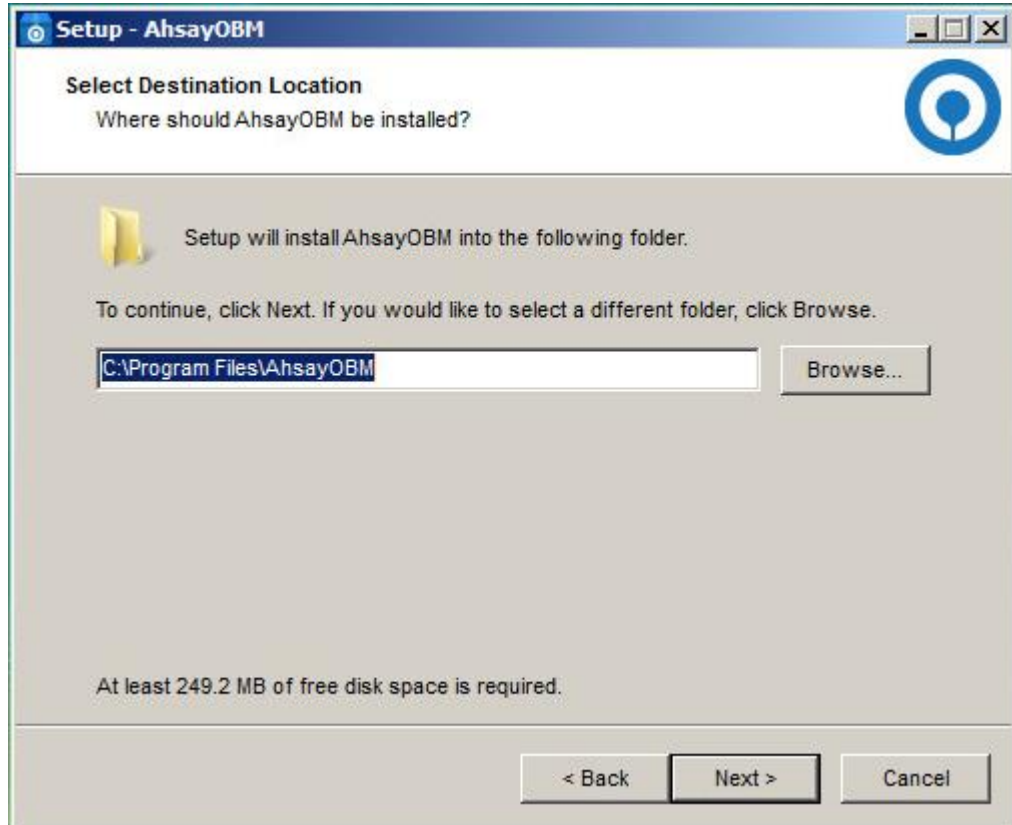 Setup - AhsayOBM
Select Destination Location
Where should AhsayOBM be installed?
Setup will install AhsayOBM into the following folder.
To continue, click Next. If you would like to select a different folder, click Browse.
C:\Program Files\AhsayOBM
Browse...
At least 249.2 MB of free disk space is required.
< Back
Next >
Cancel